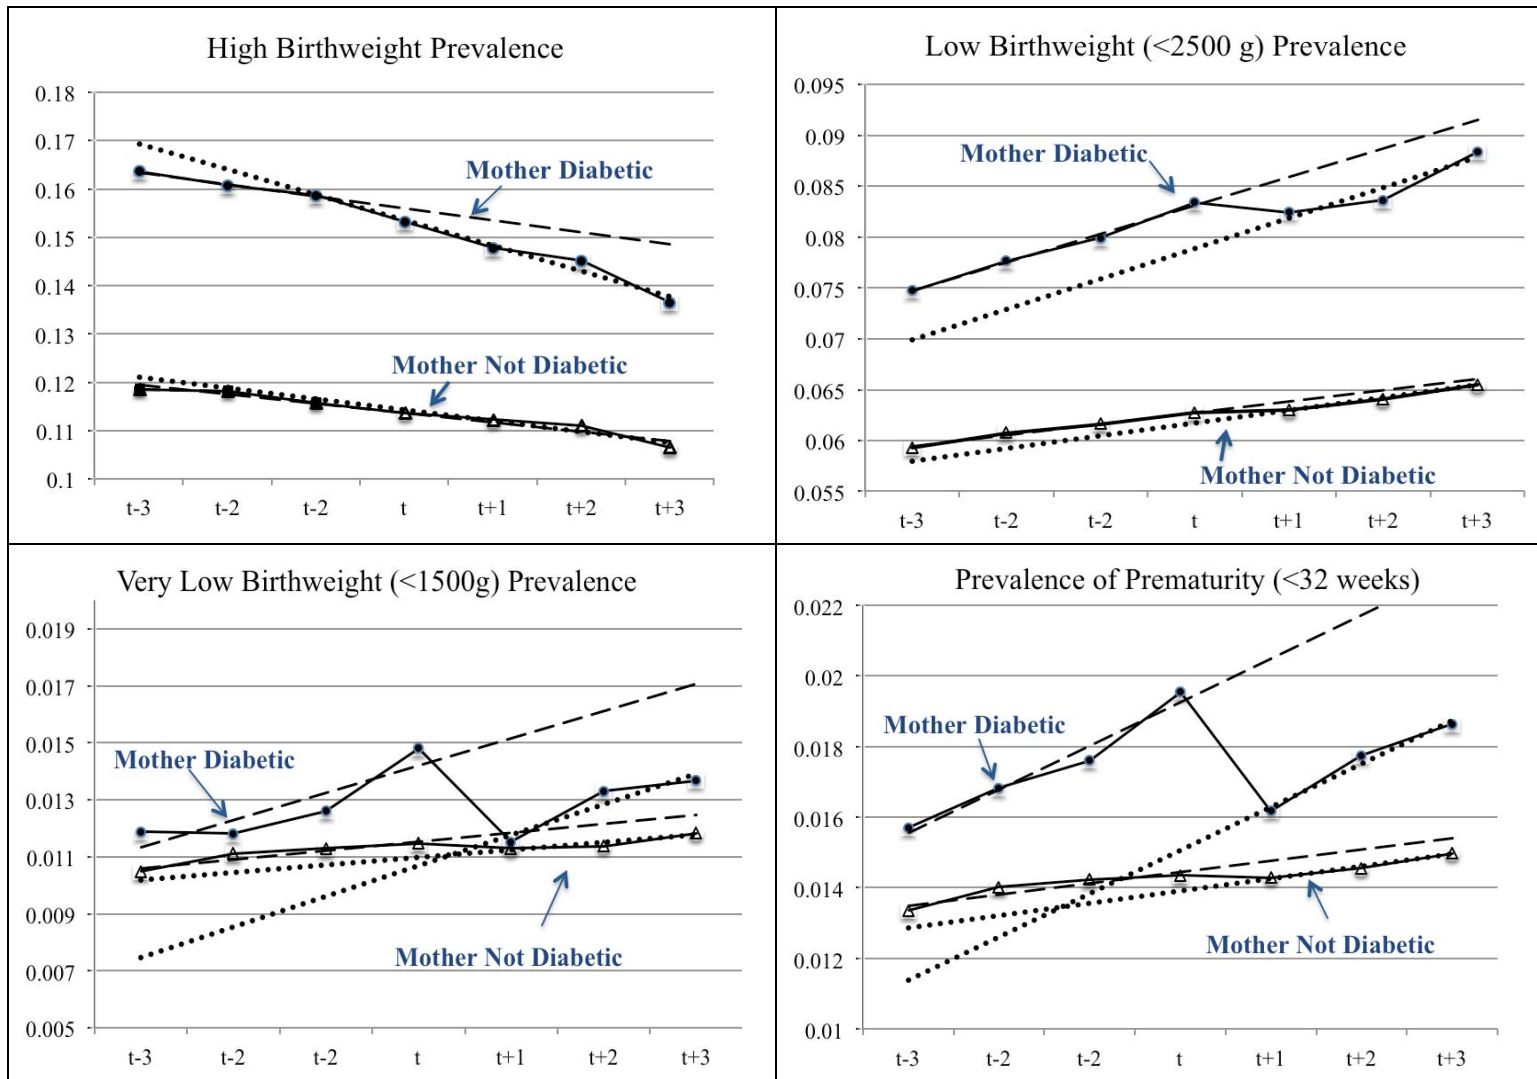 High Birthweight Prevalence
0.18
0.17
0.16
0.15
0.14
0.13
0.12
0.11
0.1
Mother Diabetic
Mother Not Diabetic
t-3 t-2 t-2 t t+1 t+2 t+3
Low Birthweight (<2500 g) Prevalence
0.095
0.09
0.085
0.08
0.075
0.07
0.065
0.06
0.055
Mother Diabetic
Mother Not Diabetic
t-3 t-2 t-2 t t+1 t+2 t+3
Very Low Birthweight (<1500g) Prevalence
0.019
0.017
0.015
0.013
0.011
0.009
0.007
0.005
Mother Diabetic
Mother Not Diabetic
t-3 t-2 t-2 t t+1 t+2 t+3
Prevalence of Prematurity (<32 weeks)
0.022
0.02
0.018
0.016
0.014
0.012
0.01
Mother Diabetic
Mother Not Diabetic
t-3 t-2 t-2 t t+1 t+2 t+3